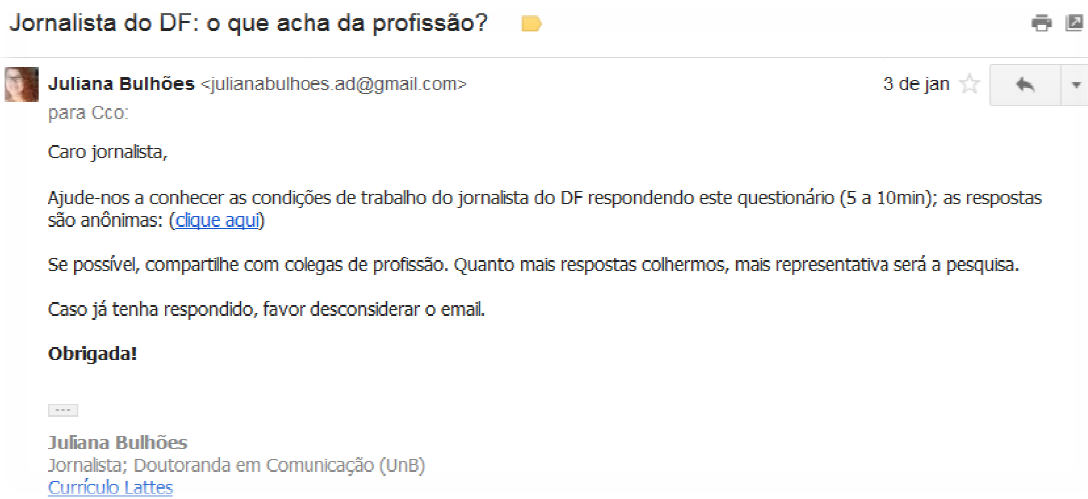 Jornalista do DF: o que acha da profissão?
Juliana Bulhões <julianabulhoes.ad@gmail.com>
3 de jan
para Cco:
Caro jornalista,
Ajude-nos a conhecer as condições de trabalho do jornalista do DF respondendo este questionário (5 a 10min); as respostas
são anônimas: (clique aqui)
Se possível, compartilhe com colegas de profissão. Quanto mais respostas colhermos, mais representativa será a pesquisa.
Caso já tenha respondido, favor desconsiderar o email.
Obrigada!
Juliana Bulhões
Jornalista; Doutoranda em Comunicação (UnB)
Currículo Lattes